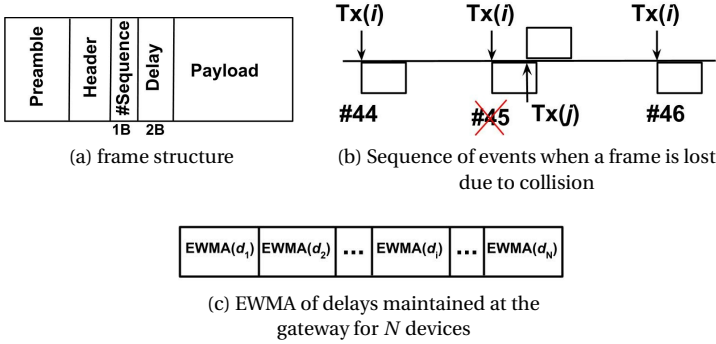 Preamble
Header
#Sequence
Delay
Payload
1B
2B
(a) frame structure
Tx(i)
Tx(i)
Tx(i)
#44
#45
Tx(j)
#46
(b) Sequence of events when a frame is lost
due to collision
EWMA(d1) EWMA(d2) ... EWMA(di) ... EWMA(dN)
(c) EWMA of delays maintained at the
gateway for N devices